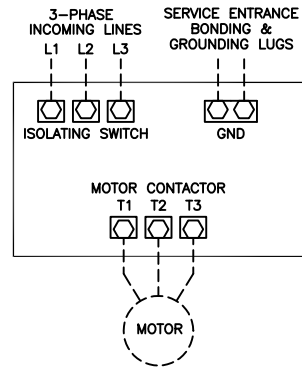 3-PHASE
INCOMING LINES
L1 L2 L3
SERVICE ENTRANCE
BONDING &
GROUNDING LUGS
ISOLATING SWITCH
GND
MOTOR CONTACTOR
T1 T2 T3
MOTOR